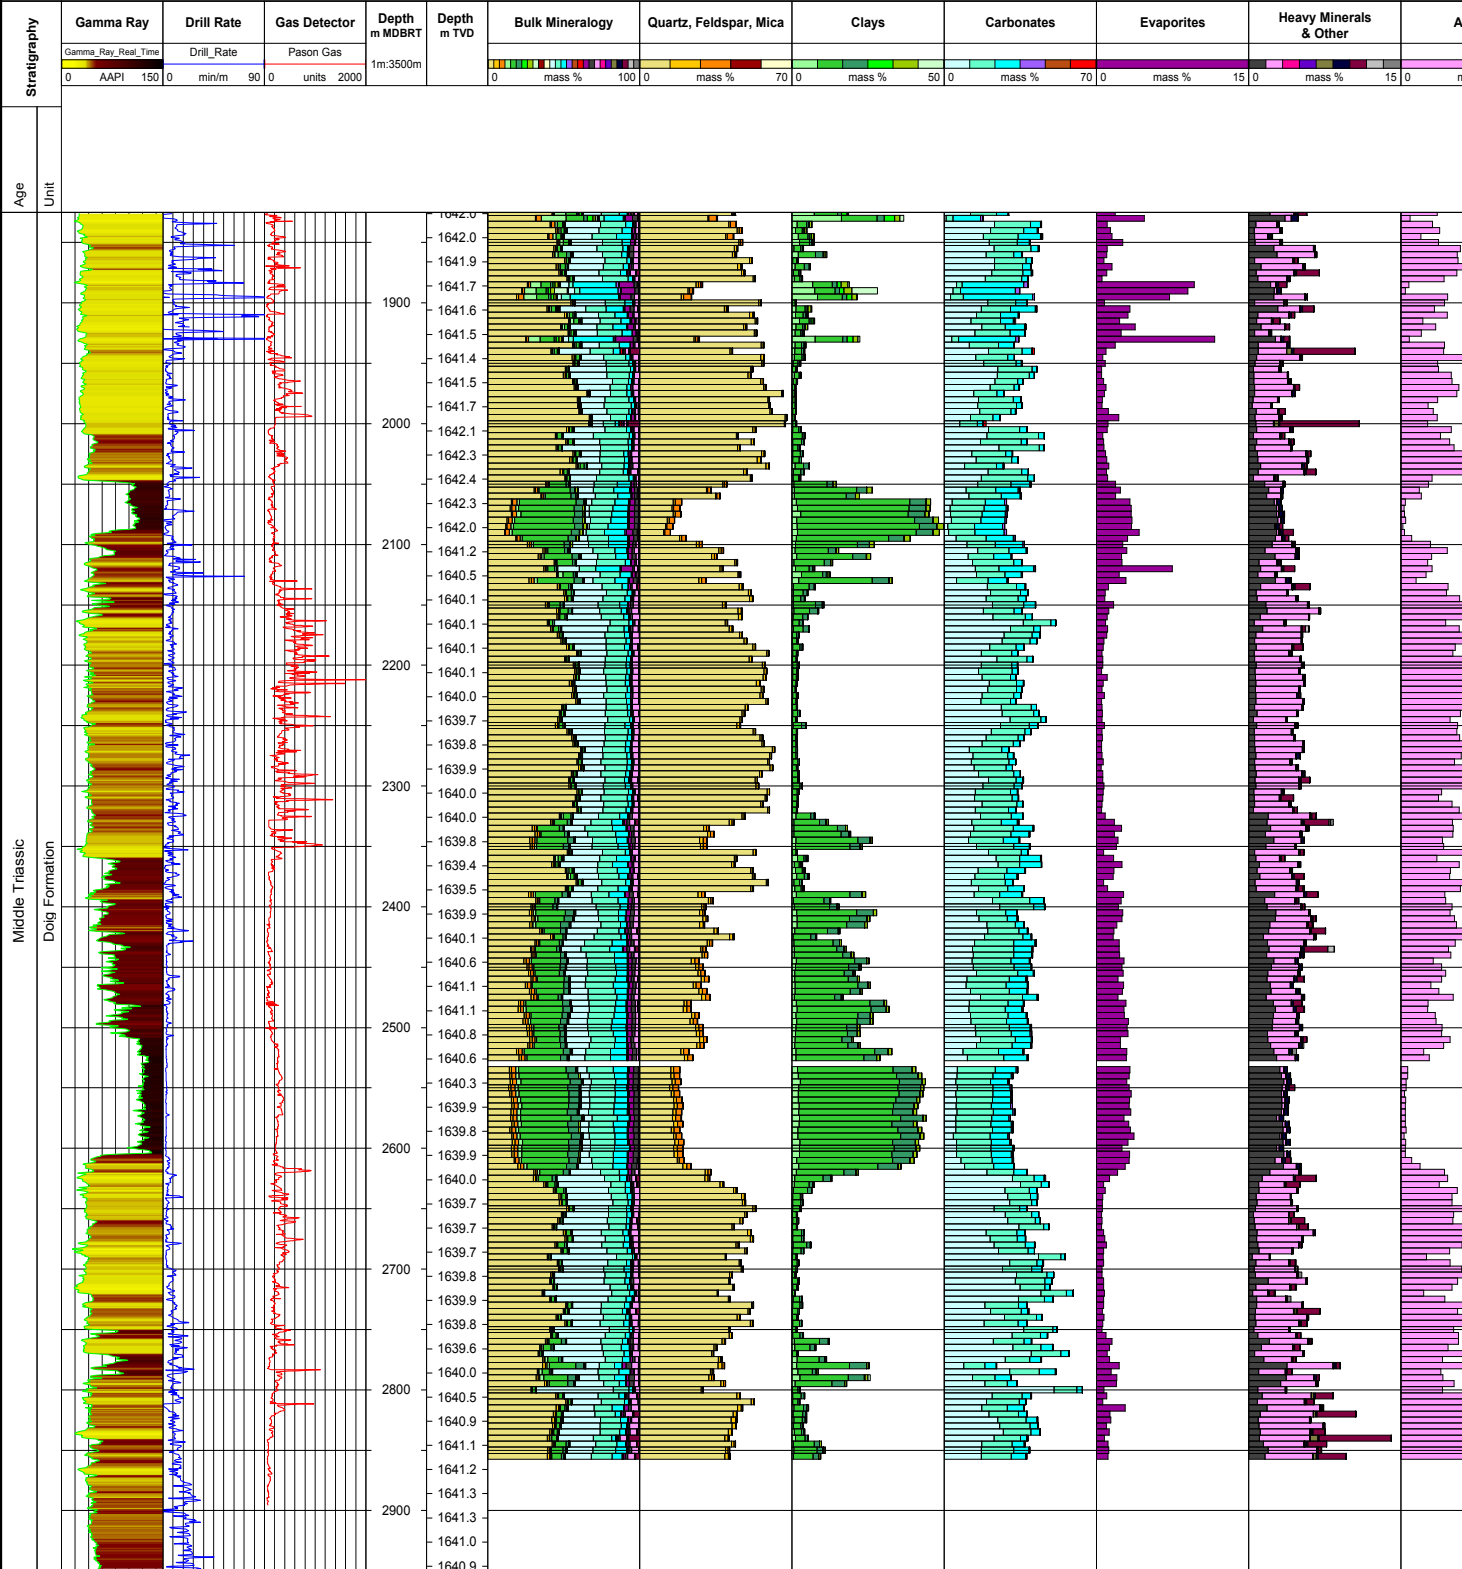 Stratigraphy
Gamma Ray
Drill Rate
Gas Detector
Depth
m MDBRT
Depth
m TVD
Bulk Mineralogy
Quartz, Feldspar, Mica
Clays
Carbonates
Evaporites
Heavy Minerals
& Other
A
Gamma_Ray_Real_Time
Drill_Rate
Pason Gas
1m:3500m
0 AAPI 150
0 min/m 90
0 units 2000
0 mass % 100
0 mass % 70
0 mass % 50
0 mass % 70
0 mass % 15
0 mass % 15
0
Age
Unit
Middle Triassic
Doig Formation
1900
2000
2100
2200
2300
2400
2500
2600
2700
2800
2900
1642.0
1642.0
1641.9
1641.7
1641.6
1641.5
1641.4
1641.5
1641.7
1642.1
1642.3
1642.4
1642.3
1642.0
1641.2
1640.5
1640.1
1640.1
1640.1
1640.1
1640.0
1639.7
1639.8
1639.9
1640.0
1640.0
1639.8
1639.4
1639.5
1639.9
1640.1
1640.6
1641.1
1641.1
1640.8
1640.6
1640.3
1639.9
1639.8
1639.9
1640.0
1639.7
1639.7
1639.7
1639.8
1639.9
1639.8
1639.6
1640.0
1640.5
1640.9
1641.1
1641.2
1641.3
1641.3
1641.0
1640.9